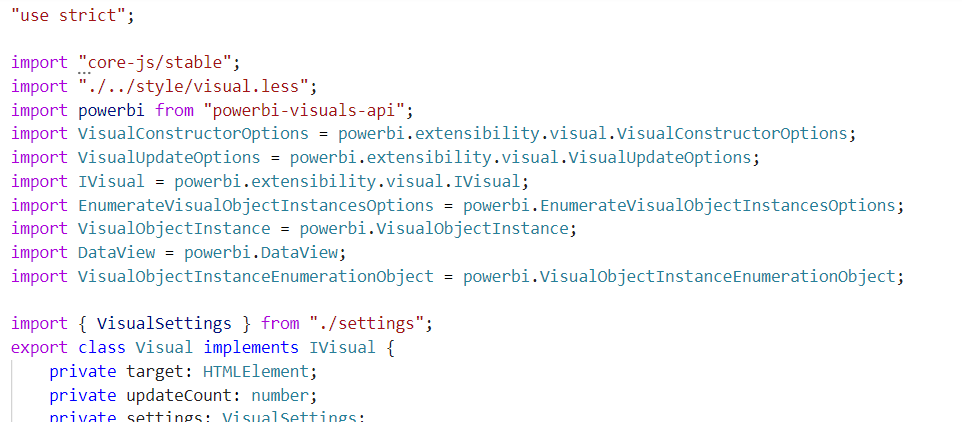 "use strict";
import "core-js/stable";
import "./../style/visual.less";
import powerbi from "powerbi-visuals-api";
import VisualConstructorOptions = powerbi.extensibility.visual.VisualConstructorOptions;
import VisualUpdateOptions = powerbi.extensibility.visual.VisualUpdateOptions;
import IVisual = powerbi.extensibility.visual.IVisual;
import EnumerateVisualObjectInstancesOptions = powerbi.EnumerateVisualObjectInstancesOptions;
import VisualObjectInstance = powerbi.VisualObjectInstance;
import DataView = powerbi.DataView;
import VisualObjectInstanceEnumerationObject = powerbi.VisualObjectInstanceEnumerationObject;
import { VisualSettings } from "./settings";
export class Visual implements IVisual {
    private target: HTMLElement;
    private updateCount: number;
    private settings: VisualSettings;